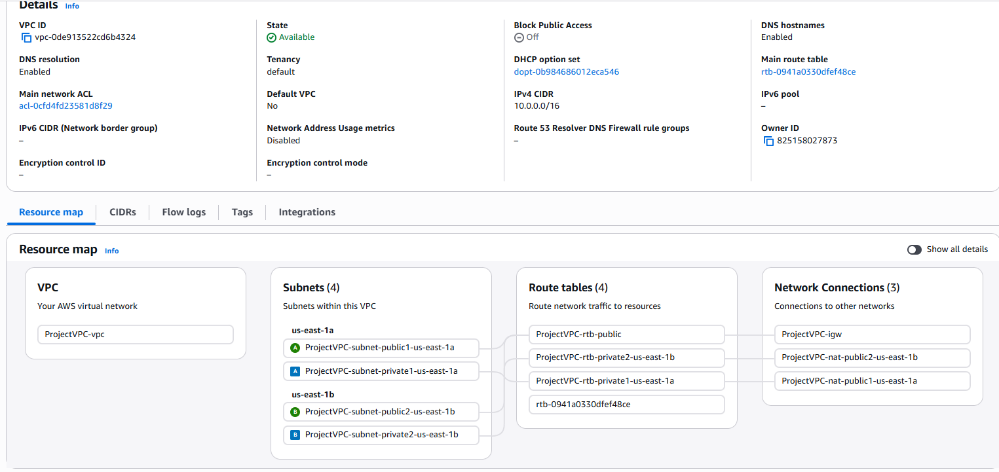 Details Info
VPC ID
vpc-0de913522cd6b4324
State
Available
Block Public Access
Off
DNS hostnames
Enabled
DNS resolution
Enabled
Tenancy
default
DHCP option set
dopt-0b984686012eca546
Main route table
rtb-0941a0330dfef48ce
Main network ACL
acl-0cfd4fd23581d8f29
Default VPC
No
IPv4 CIDR
10.0.0.0/16
IPv6 pool
–
IPv6 CIDR (Network border group)
–
Network Address Usage metrics
Disabled
Route 53 Resolver DNS Firewall rule groups
–
Owner ID
825158027873
Encryption control ID
–
Encryption control mode
–
Resource map
CIDRs
Flow logs
Tags
Integrations
Resource map Info
Show all details
VPC
Your AWS virtual network
ProjectVPC-vpc
Subnets (4)
Subnets within this VPC
us-east-1a
A ProjectVPC-subnet-public1-us-east-1a
A ProjectVPC-subnet-private1-us-east-1a
us-east-1b
B ProjectVPC-subnet-public2-us-east-1b
B ProjectVPC-subnet-private2-us-east-1b
Route tables (4)
Route network traffic to resources
ProjectVPC-rtb-public
ProjectVPC-rtb-private2-us-east-1b
ProjectVPC-rtb-private1-us-east-1a
rtb-0941a0330dfef48ce
Network Connections (3)
Connections to other networks
ProjectVPC-igw
ProjectVPC-nat-public2-us-east-1b
ProjectVPC-nat-public1-us-east-1a